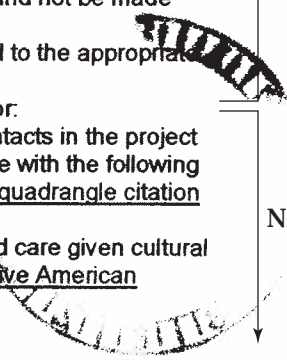 and not be made
d to the appropriate
or:
ntacts in the project
e with the following
quadrangle citation
d care given cultural
ive American
N